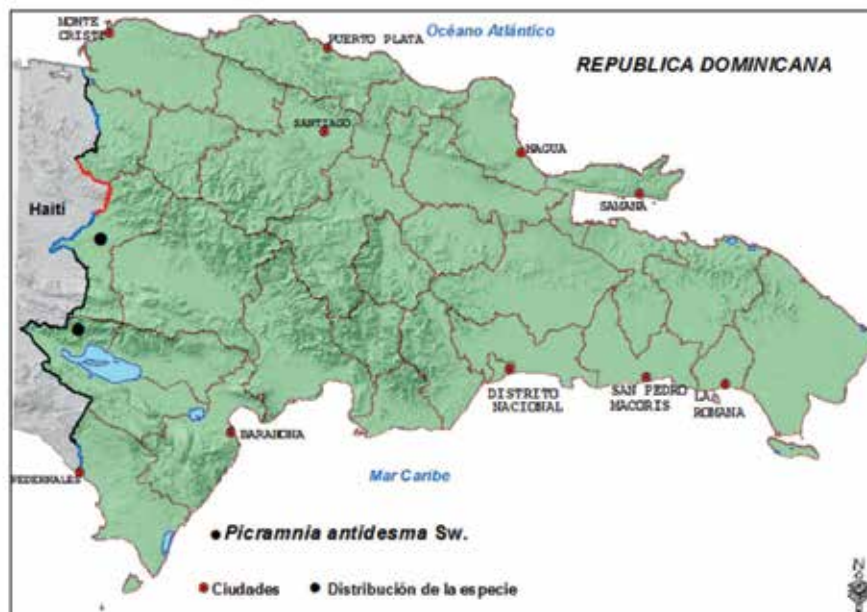 MONTE
CRISTI
PUERTO PLATA
Océano Atlántico
REPUBLICA DOMINICANA
SANTIAGO
NAGUA
SAMANA
Haití
DISTRITO
NACIONAL
SAN PEDRO
MACORIS
LA
ROMANA
BARAHONA
PEDERNALES
Mar Caribe
Picramnia antidesma Sw.
Ciudades
Distribución de la especie